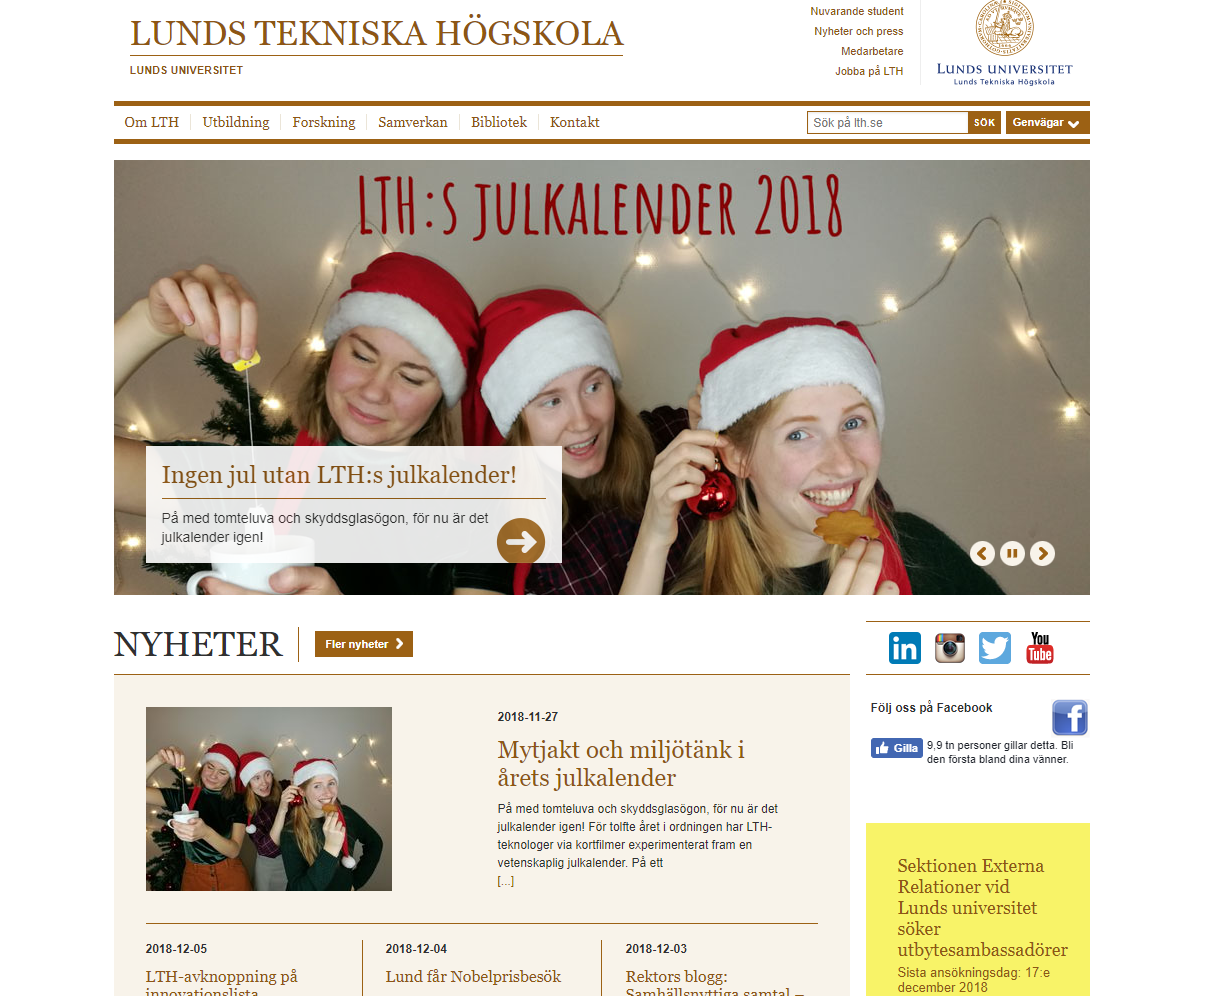 LUNDS TEKNISKA HÖGSKOLA
LUNDS UNIVERSITET
Nuvarande student
Nyheter och press
Medarbetare
Jobba på LTH
LUNDS UNIVERSITET
Lunds Tekniska Högskola
Om LTH
Utbildning
Forskning
Samverkan
Bibliotek
Kontakt
Sök på lth.se
SÖK
Genvägar
LTH:S JULKALENDER 2018
Ingen jul utan LTH:s julkalender!
På med tomteluva och skyddsglasögon, för nu är det
julkalender igen!
NYHETER
Fler nyheter
in
You
Tube
2018-11-27
Mytjakt och miljötänk i
årets julkalender
På med tomteluva och skyddsglasögon, för nu är det
julkalender igen! För tolfte året i ordningen har LTH-
teknologer via kortfilmer experimenterat fram en
vetenskaplig julkalender. På ett
[...]
Följ oss på Facebook
f
Gilla
9,9 tn personer gillar detta. Bli
den första bland dina vänner.
Sektionen Externa
Relationer vid
Lunds universitet
söker
utbytesambassadörer
Sista ansökningsdag: 17:e
december 2018
2018-12-05
LTH-avknoppning på
innovationslista
2018-12-04
Lund får Nobelprisbesök
2018-12-03
Rektors blogg:
Samhällsnyttiga samtal –